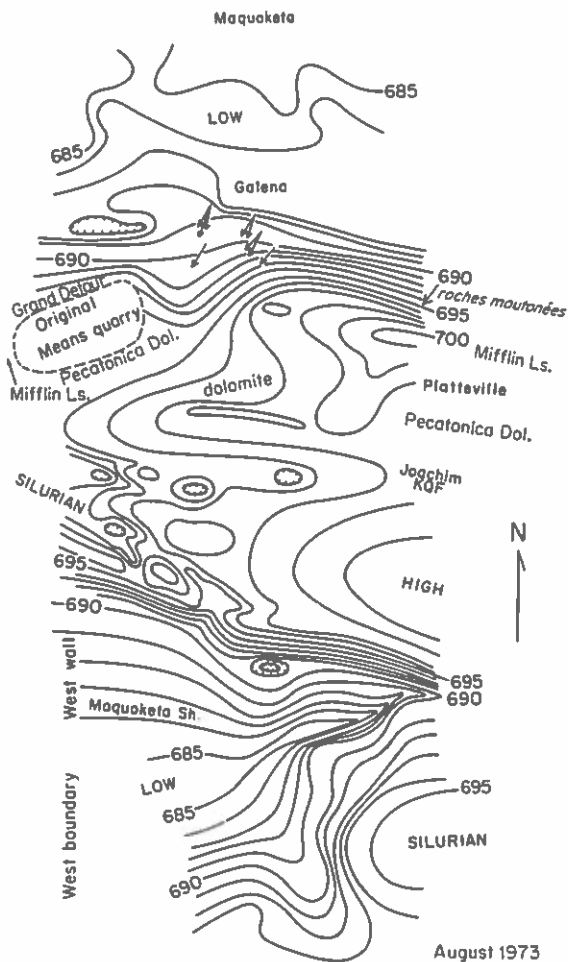 Maquoketa
685
LOW
685
Galena
690
690
roches moutonées
695
Grand Detour
Original
Means quarry
700
Mifflin Ls.
Pecatonica Dol.
Mifflin Ls.
dolomite
Platteville
Pecatonica Dol.
Joachim
KQF
SILURIAN
N
695
HIGH
690
West wall
695
690
Maquoketa Sh.
685
LOW
695
685
West boundary
SILURIAN
690
August 1973